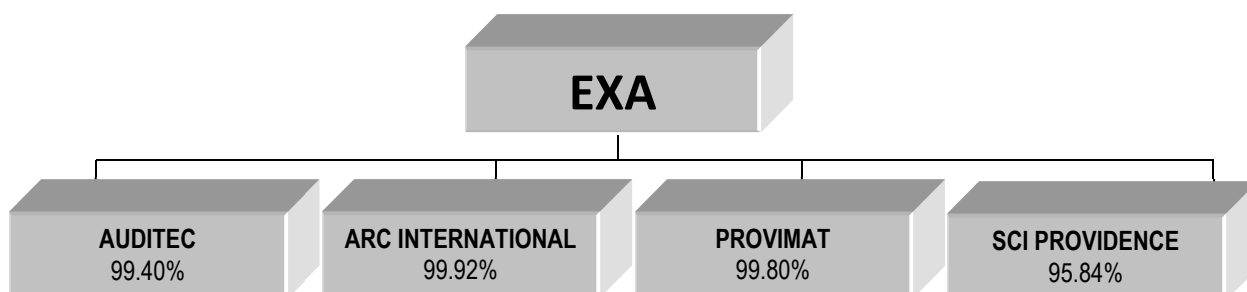 EXA
AUDITEC
99.40%
ARC INTERNATIONAL
99.92%
PROVIMAT
99.80%
SCI PROVIDENCE
95.84%